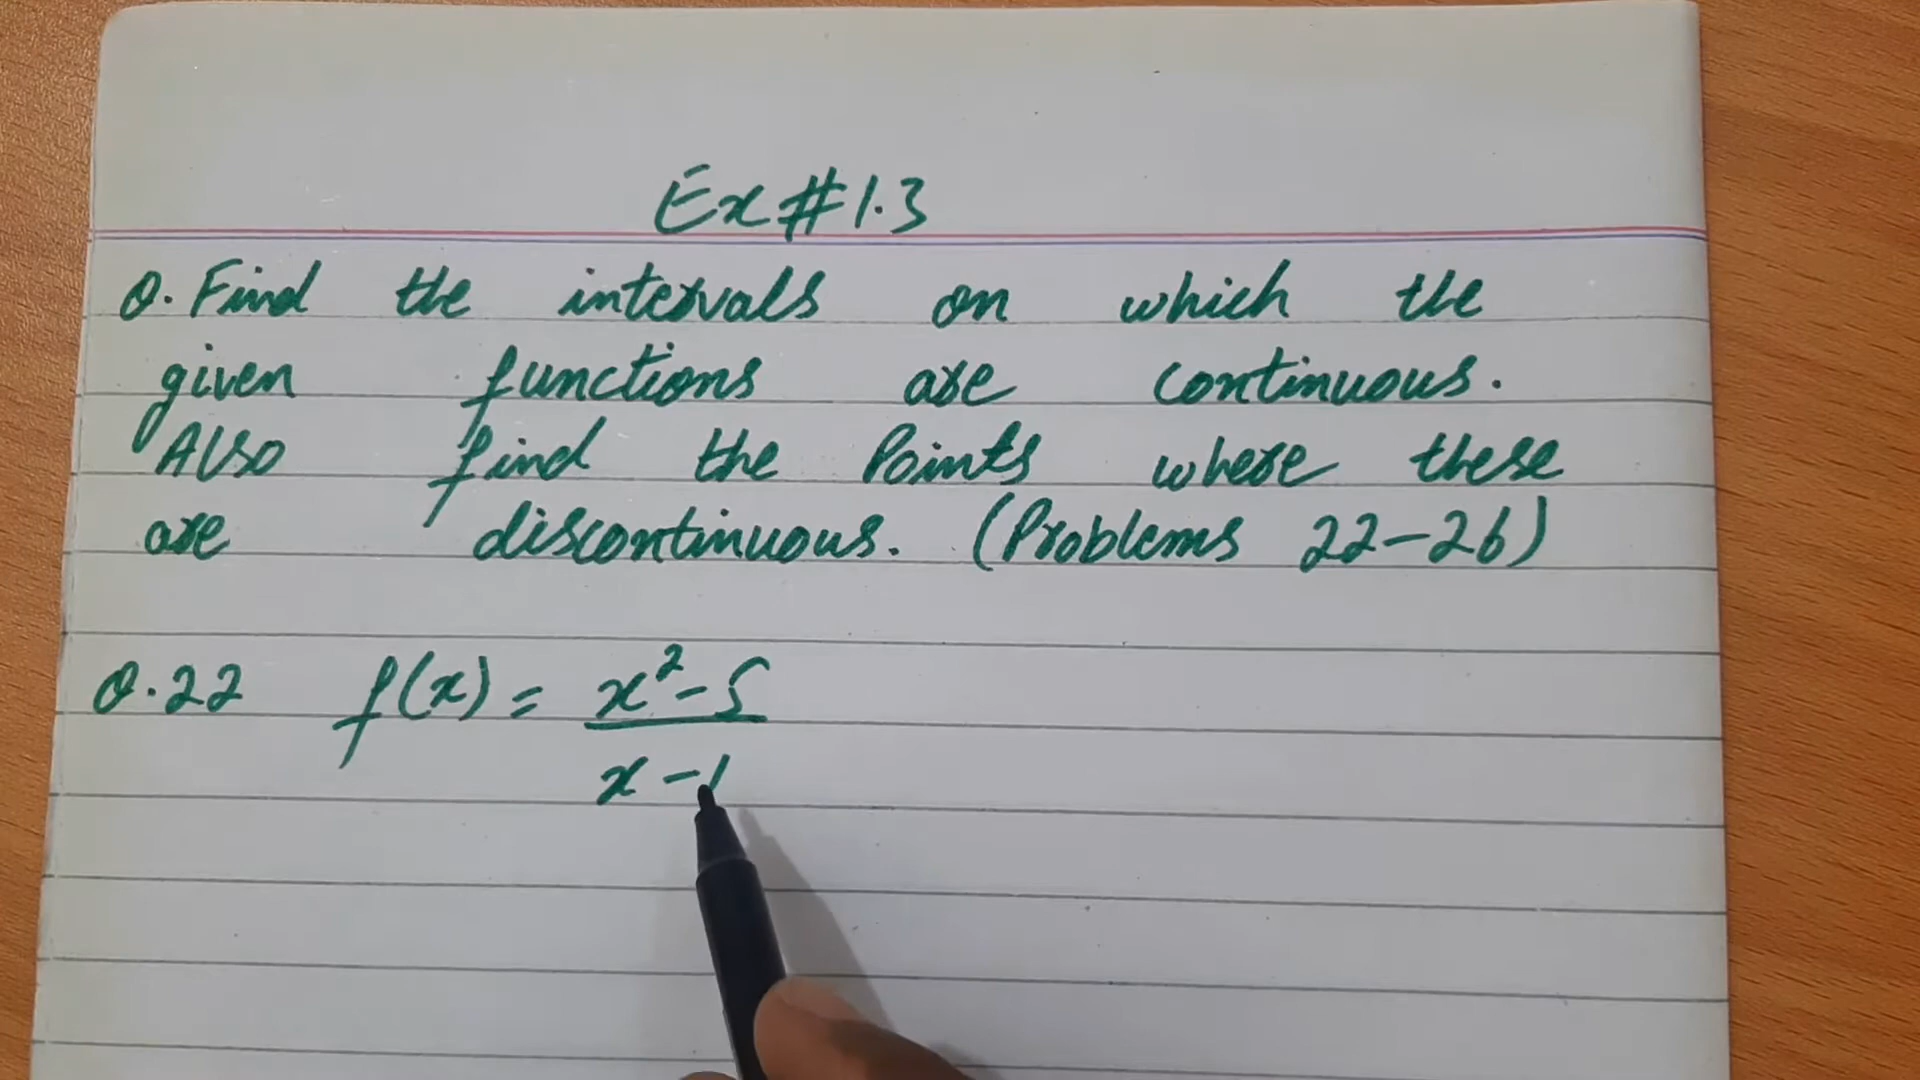 Ex#1.3
Q. Find the intervals on which the
given functions are continuous.
Also find the Points where these
are discontinuous. (Problems 22-26)
Q.22 f(x) = x²-5
x-1